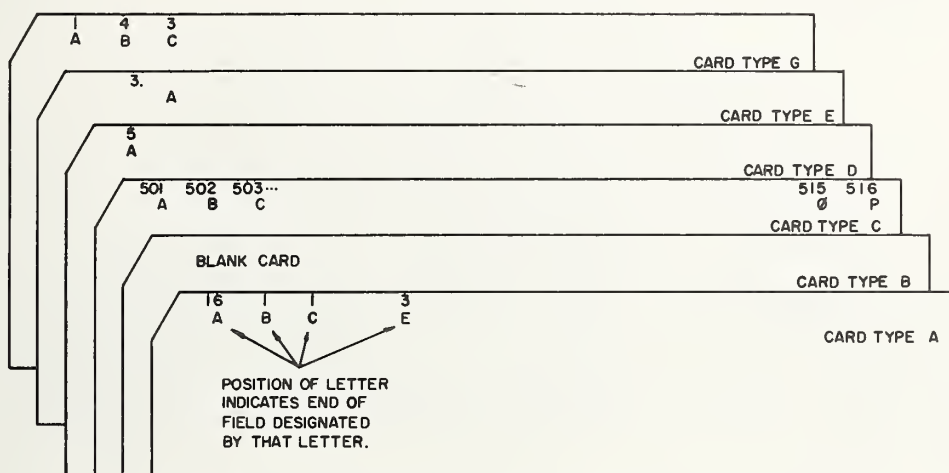 1 4 3
A B C
CARD TYPE G
3.
A
CARD TYPE E
5
A
CARD TYPE D
501 502 503...
515 516
A B C
Ø P
CARD TYPE C
BLANK CARD
CARD TYPE B
16 1 1 3
A B C E
CARD TYPE A
POSITION OF LETTER
INDICATES END OF
FIELD DESIGNATED
BY THAT LETTER.